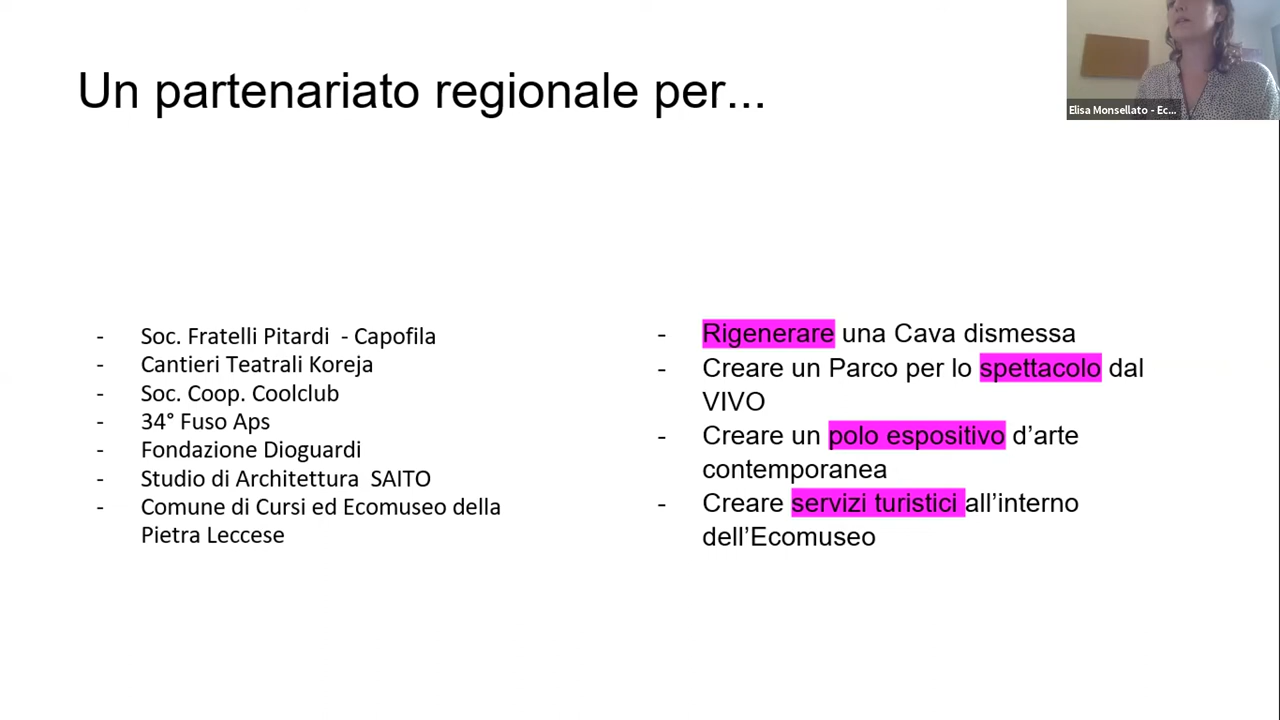 Un partenariato regionale per...
Elisa Monsellato - Ec...
- Soc. Fratelli Pitardi - Capofila
- Cantieri Teatrali Koreja
- Soc. Coop. Coolclub
- 34° Fuso Aps
- Fondazione Dioguardi
- Studio di Architettura SAITO
- Comune di Cursi ed Ecomuseo della
Pietra Leccese
- Rigenerare una Cava dismessa
- Creare un Parco per lo spettacolo dal
VIVO
- Creare un polo espositivo d’arte
contemporanea
- Creare servizi turistici all’interno
dell’Ecomuseo